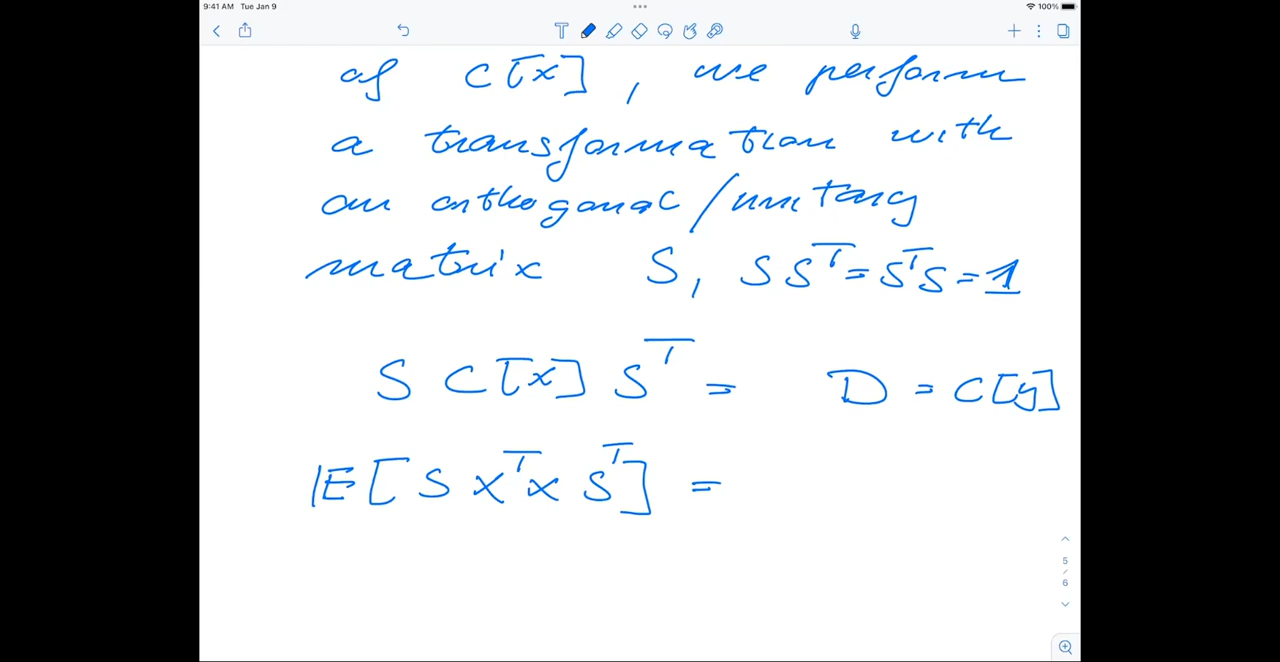 9:41 AM Tue Jan 9
100%
of C[x], we perform
a transformation with
an orthogonal/unitary
matrix S, SSᵀ = SᵀS = 1
S C[x] Sᵀ = D = C[y]
𝔼[S xᵀx Sᵀ] =
5
/
6